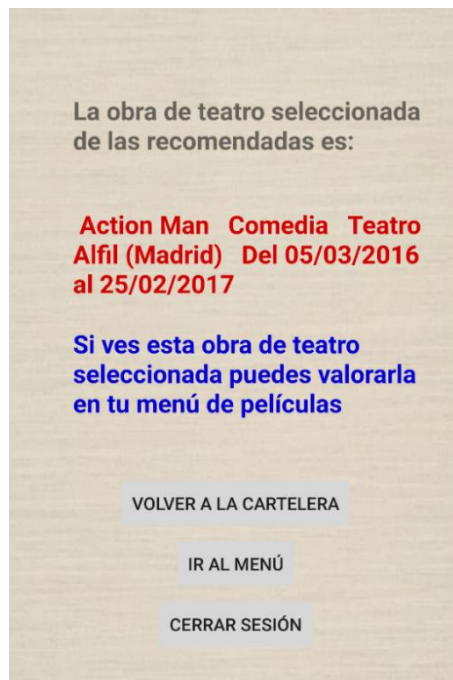 La obra de teatro seleccionada
de las recomendadas es:
Action Man Comedia Teatro
Alfil (Madrid) Del 05/03/2016
al 25/02/2017
Si ves esta obra de teatro
seleccionada puedes valorarla
en tu menú de películas
VOLVER A LA CARTELERA
IR AL MENÚ
CERRAR SESIÓN